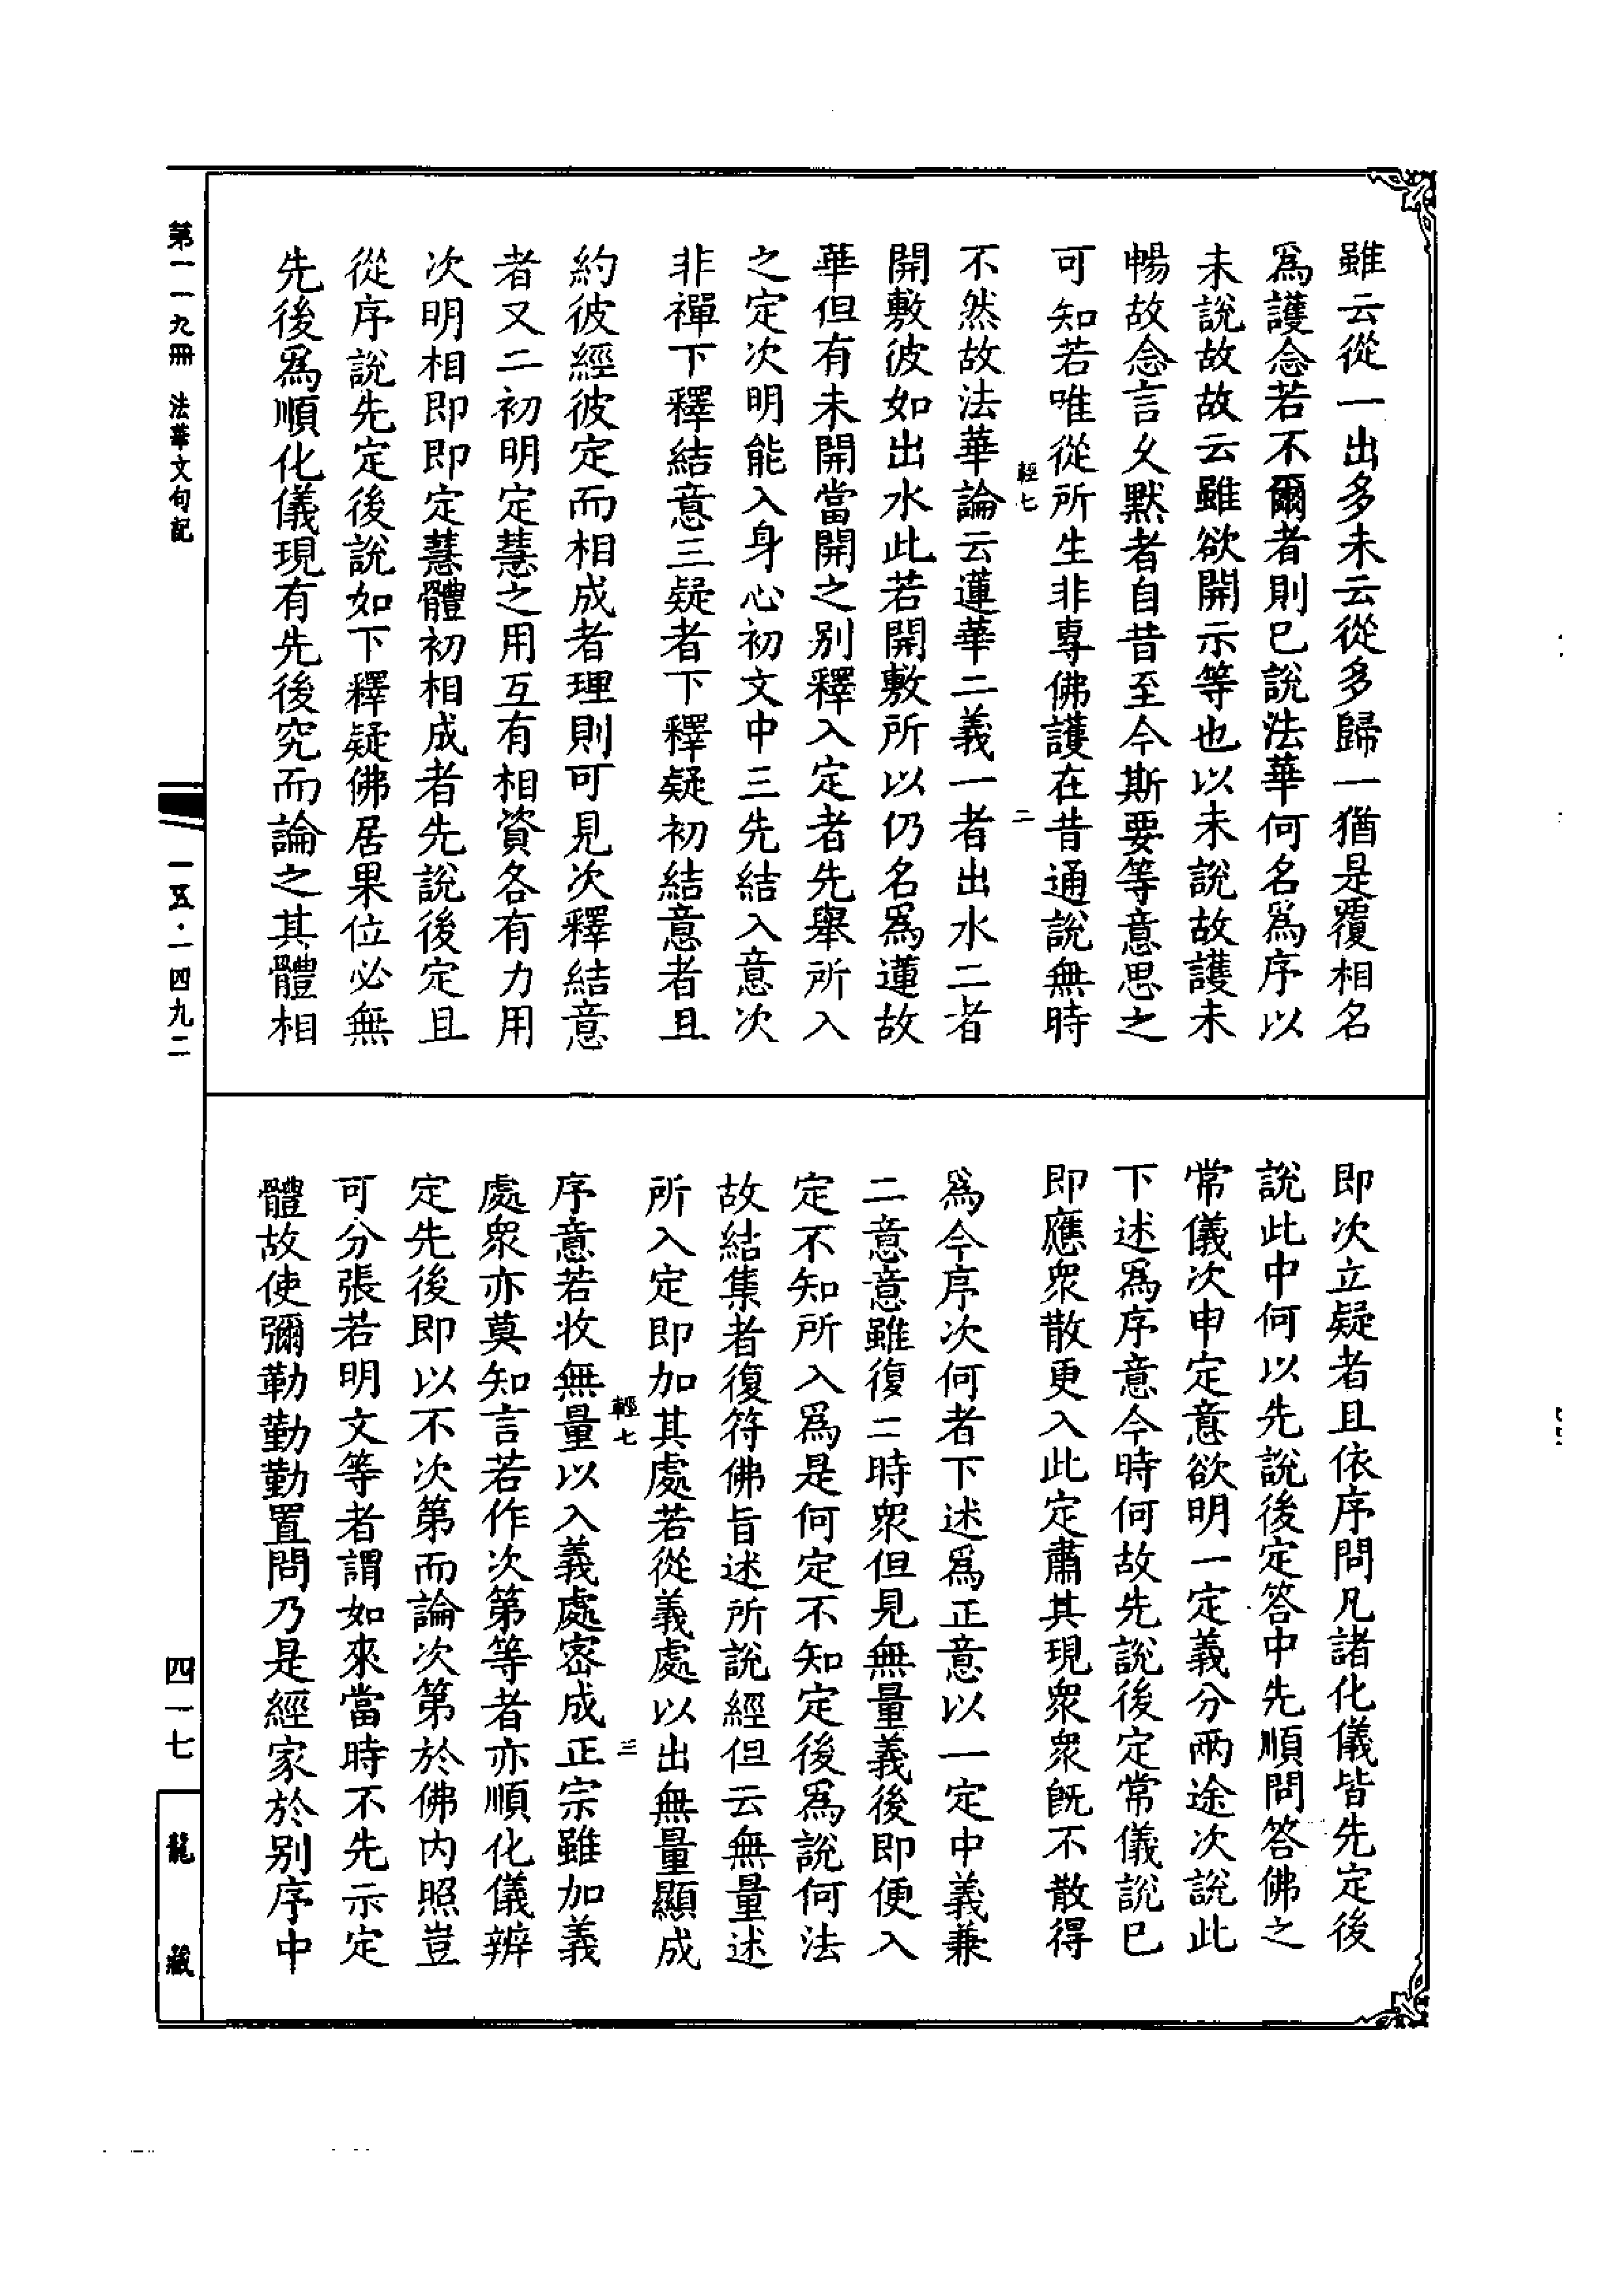 雖云從一出多未云從多歸一猶是覆相名
爲護念若不爾者則已說法華何名爲序以
未說故故云雖欲開示等也以未說故護未
暢故念言久默者自昔至今斯要等意思之
可知若唯從所生非專佛護在昔通說無時
輕七 二
不然故法華論云蓮華二義一者出水二者
開敷彼如出水此若開敷所以仍名爲蓮故
華但有未開當開之別釋入定者先舉所入
之定次明能入身心初文中三先結入意次
非禪下釋結意三疑者下釋疑初結意者且
約彼經彼定而相成者理則可見次釋結意
者又二初明定慧之用互有相資各有力用
次明相即即定慧體初相成者先說後定且
從序說先定後說如下釋疑佛居果位必無
先後爲順化儀現有先後究而論之其體相
即次立疑者且依序問凡諸化儀皆先定後
說此中何以先說後定答中先順問答佛之
常儀次申定意欲明一定義分兩途次說此
下述爲序意今時何故先說後定常儀說已
即應衆散更入此定肅其現衆衆旣不散得
爲今序次何者下述爲正意以一定中義兼
二意意雖復二時衆但見無量義後即便入
定不知所入爲是何定不知定後爲說何法
故結集者復符佛旨述所說經但云無量述
所入定即加其處若從義處以出無量顯成
輕七 三
序意若收無量以入義處密成正宗雖加義
處衆亦莫知言若作次第等者亦順化儀辨
定先後即以不次第而論次第於佛內照豈
可分張若明文等者謂如來當時不先示定
體故使彌勒勤勤置問乃是經家於別序中
第一一九冊 法華文句記
一五·一四九二
四一七
龍藏